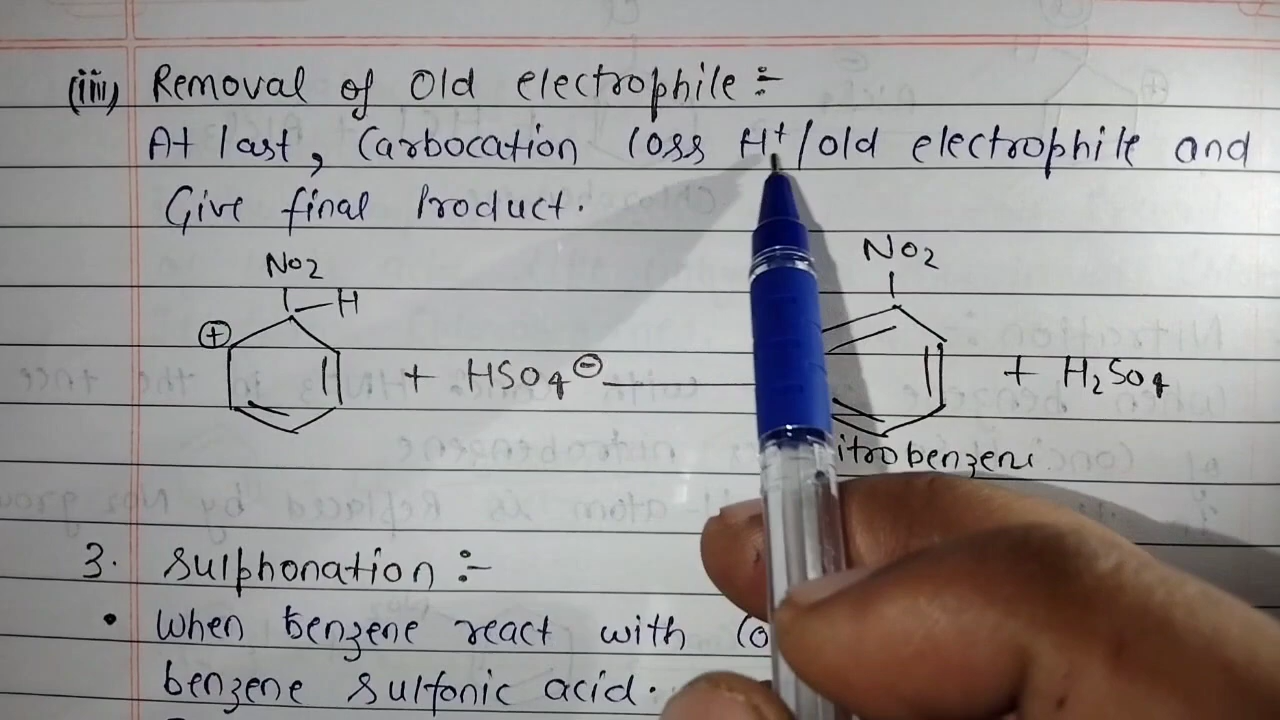 (iii) Removal of Old electrophile :-
At last, Carbocation loss H+/old electrophile and
Give final Product.
NO2
H
+
+ HSO4⊖
NO2
+ H2SO4
itrobenzene
3. Sulphonation :-
• When benzene react with
benzene sulfonic acid.